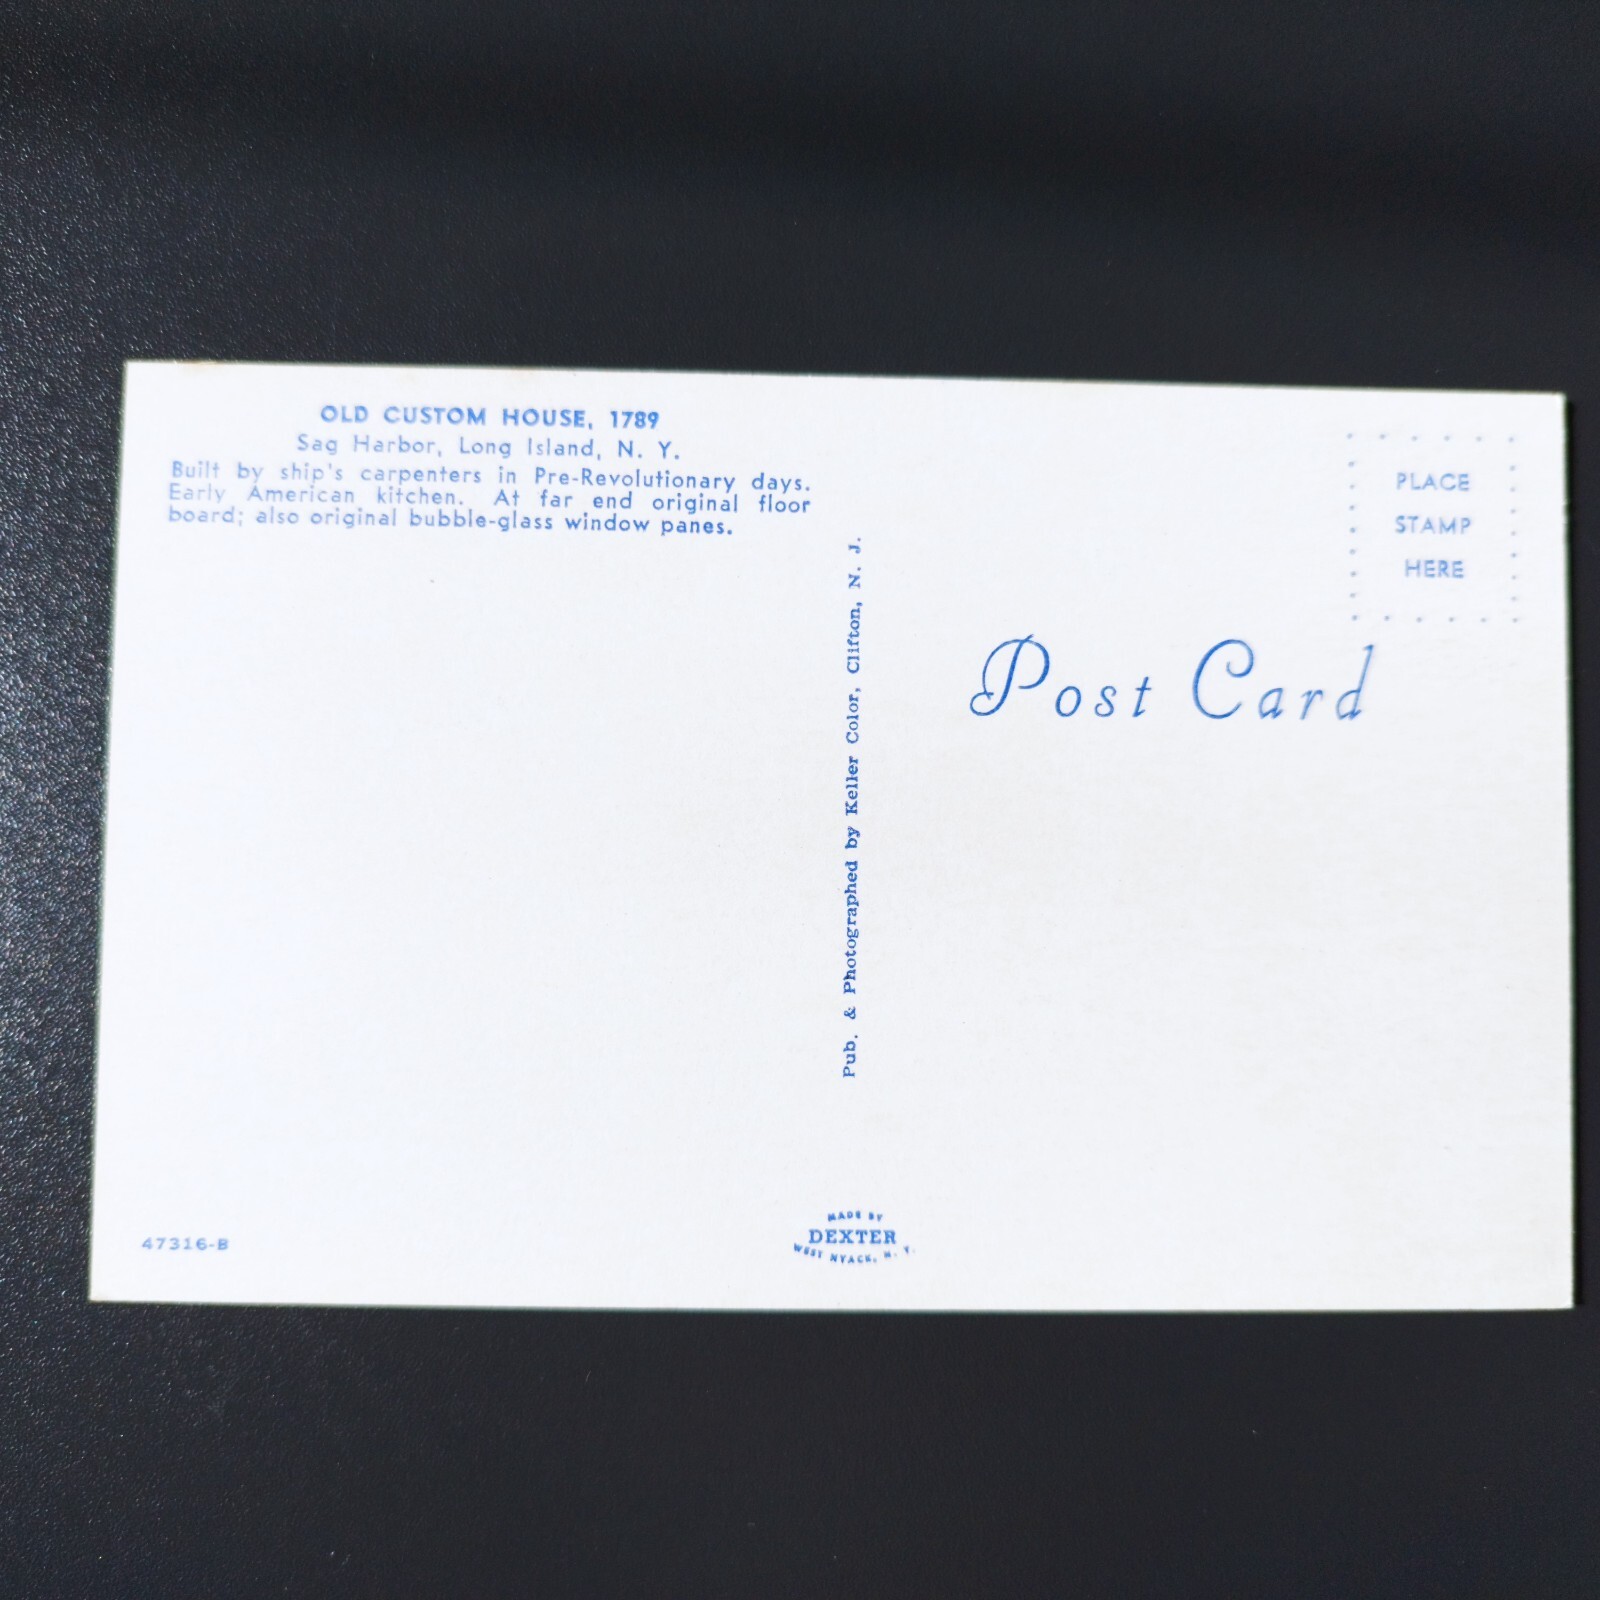 OLD CUSTOM HOUSE, 1789
Sag Harbor, Long Island, N. Y.
Built by ship's carpenters in Pre-Revolutionary days.
Early American kitchen. At far end original floor
board; also original bubble-glass window panes.
47316-B
Pub. & Photographed by Keller Color, Clifton, N. J.
MADE BY
DEXTER
WEST NYACK, N. Y.
PLACE
STAMP
HERE
Post Card